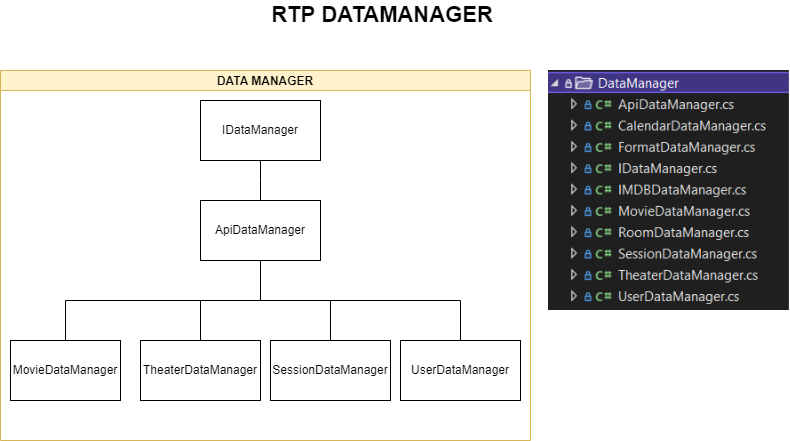 RTP DATAMANAGER
DATA MANAGER
IDataManager
ApiDataManager
MovieDataManager
TheaterDataManager
SessionDataManager
UserDataManager
DataManager
C# ApiDataManager.cs
C# CalendarDataManager.cs
C# FormatDataManager.cs
C# IDataManager.cs
C# IMDBDataManager.cs
C# MovieDataManager.cs
C# RoomDataManager.cs
C# SessionDataManager.cs
C# TheaterDataManager.cs
C# UserDataManager.cs